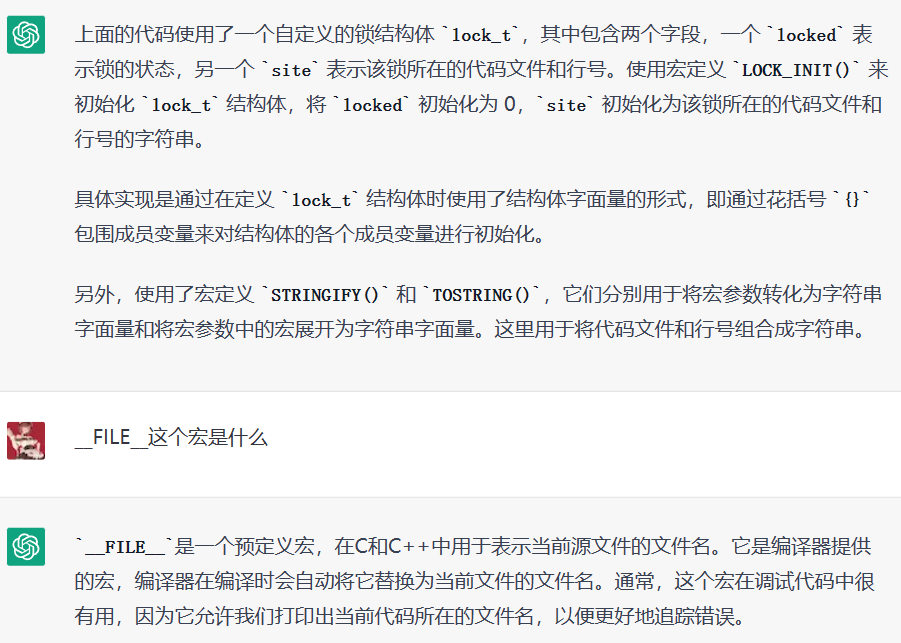 上面的代码使用了一个自定义的锁结构体 `lock_t`，其中包含两个字段，一个 `locked` 表
示锁的状态，另一个 `site` 表示该锁所在的代码文件和行号。使用宏定义 `LOCK_INIT()` 来
初始化 `lock_t` 结构体，将 `locked` 初始化为 0，`site` 初始化为该锁所在的代码文件和
行号的字符串。
具体实现是通过在定义 `lock_t` 结构体时使用了结构体字面量的形式，即通过花括号 `{}`
包围成员变量来对结构体的各个成员变量进行初始化。
另外，使用了宏定义 `STRINGIFY()` 和 `TOSTRING()`，它们分别用于将宏参数转化为字符串
字面量和将宏参数中的宏展开为字符串字面量。这里用于将代码文件和行号组合成字符串。
__FILE__这个宏是什么
`__FILE__`是一个预定义宏，在C和C++中用于表示当前源文件的文件名。它是编译器提供
的宏，编译器在编译时会自动将它替换为当前文件的文件名。通常，这个宏在调试代码中很
有用，因为它允许我们打印出当前代码所在的文件名，以便更好地追踪错误。